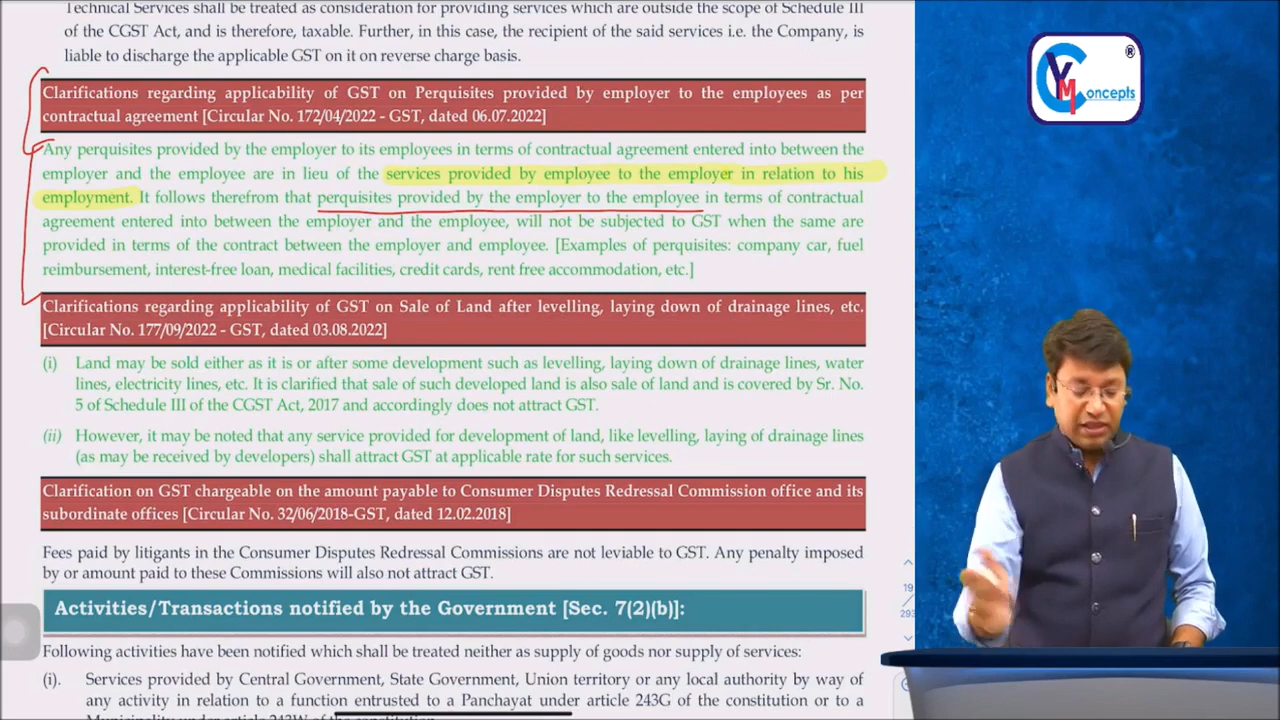 Technical Services shall be treated as consideration for providing services which are outside the scope of Schedule III
of the CGST Act, and is therefore, taxable. Further, in this case, the recipient of the said services i.e. the Company, is
liable to discharge the applicable GST on it on reverse charge basis.
Clarifications regarding applicability of GST on Perquisites provided by employer to the employees as per
contractual agreement [Circular No. 172/04/2022 - GST, dated 06.07.2022]
Any perquisites provided by the employer to its employees in terms of contractual agreement entered into between the
employer and the employee are in lieu of the services provided by employee to the employer in relation to his
employment. It follows therefrom that perquisites provided by the employer to the employee in terms of contractual
agreement entered into between the employer and the employee, will not be subjected to GST when the same are
provided in terms of the contract between the employer and employee. [Examples of perquisites: company car, fuel
reimbursement, interest-free loan, medical facilities, credit cards, rent free accommodation, etc.]
Clarifications regarding applicability of GST on Sale of Land after levelling, laying down of drainage lines, etc.
[Circular No. 177/09/2022 - GST, dated 03.08.2022]
(i) Land may be sold either as it is or after some development such as levelling, laying down of drainage lines, water
lines, electricity lines, etc. It is clarified that sale of such developed land is also sale of land and is covered by Sr. No.
5 of Schedule III of the CGST Act, 2017 and accordingly does not attract GST.
(ii) However, it may be noted that any service provided for development of land, like levelling, laying of drainage lines
(as may be received by developers) shall attract GST at applicable rate for such services.
Clarification on GST chargeable on the amount payable to Consumer Disputes Redressal Commission office and its
subordinate offices [Circular No. 32/06/2018-GST, dated 12.02.2018]
Fees paid by litigants in the Consumer Disputes Redressal Commissions are not leviable to GST. Any penalty imposed
by or amount paid to these Commissions will also not attract GST.
Activities/Transactions notified by the Government [Sec. 7(2)(b)]:
Following activities have been notified which shall be treated neither as supply of goods nor supply of services:
(i). Services provided by Central Government, State Government, Union territory or any local authority by way of
any activity in relation to a function entrusted to a Panchayat under article 243G of the constitution or to a
Municipality under article 243W of the constitution.
19
293
YM Concepts
®